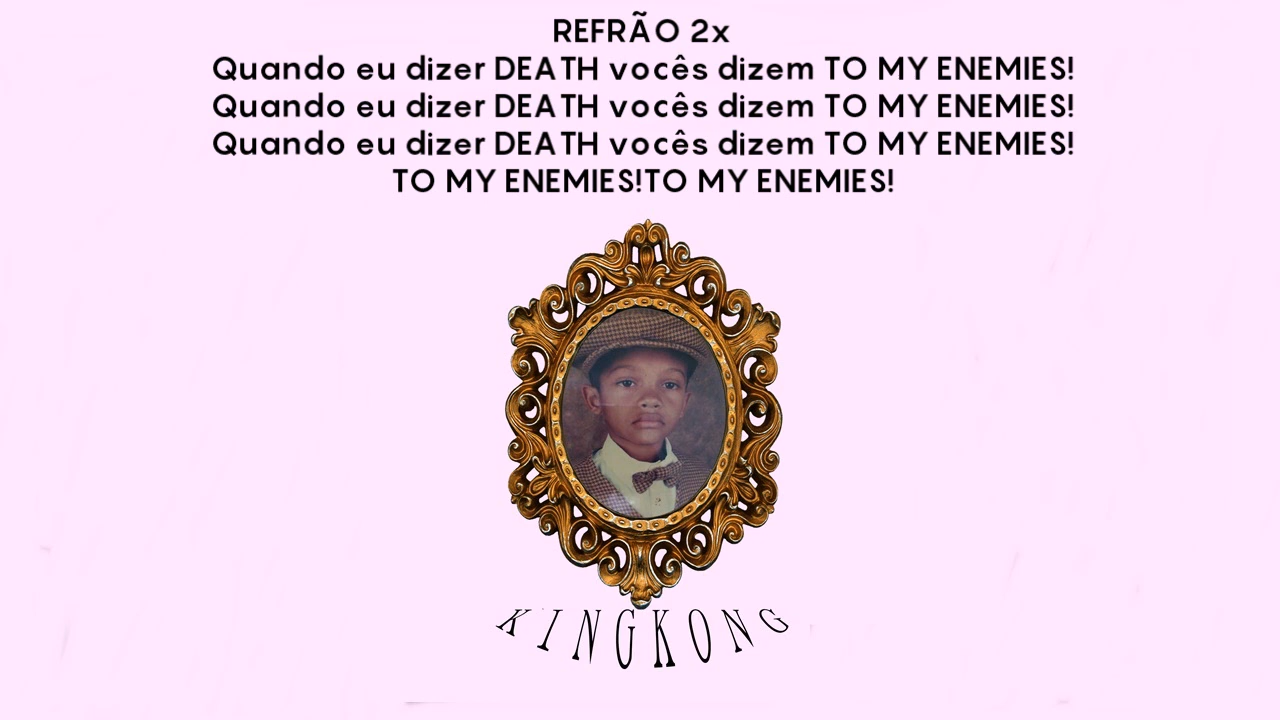 REFRÃO 2x
Quando eu dizer DEATH vocês dizem TO MY ENEMIES!
Quando eu dizer DEATH vocês dizem TO MY ENEMIES!
Quando eu dizer DEATH vocês dizem TO MY ENEMIES!
TO MY ENEMIES!TO MY ENEMIES!
KINGKONG